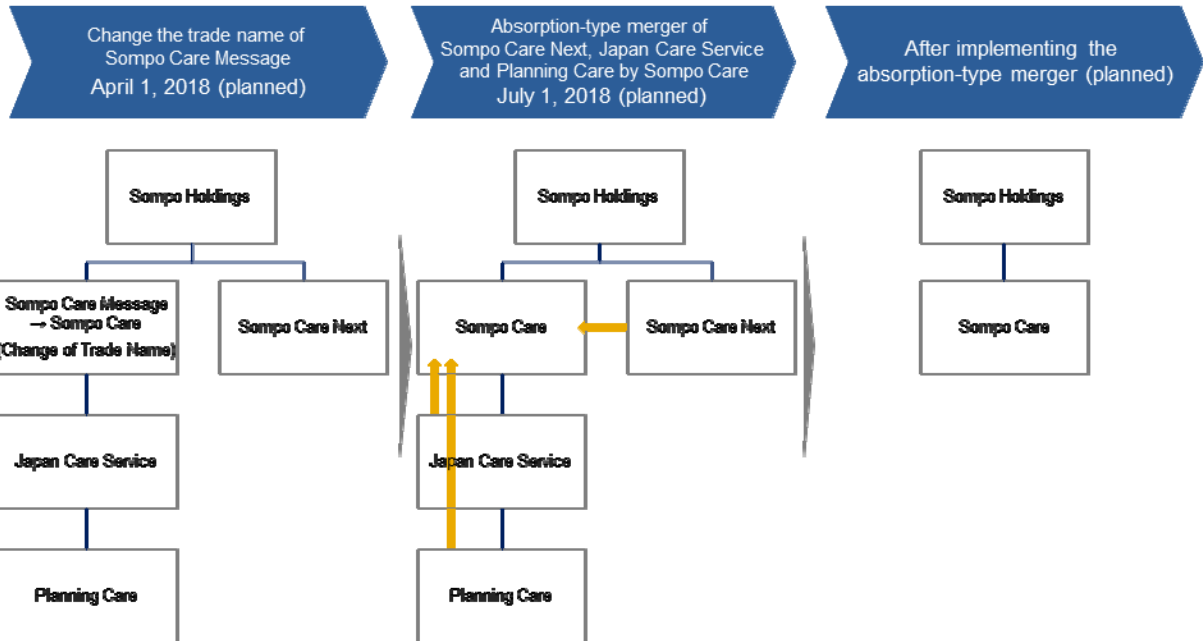 Change the trade name of
Sompo Care Message
April 1, 2018 (planned)
Absorption-type merger of
Sompo Care Next, Japan Care Service
and Planning Care by Sompo Care
July 1, 2018 (planned)
After implementing the
absorption-type merger (planned)
Sompo Holdings
Sompo Care Message
→ Sompo Care
(Change of Trade Name)
Sompo Care Next
Japan Care Service
Planning Care
Sompo Holdings
Sompo Care
Sompo Care Next
Japan Care Service
Planning Care
Sompo Holdings
Sompo Care